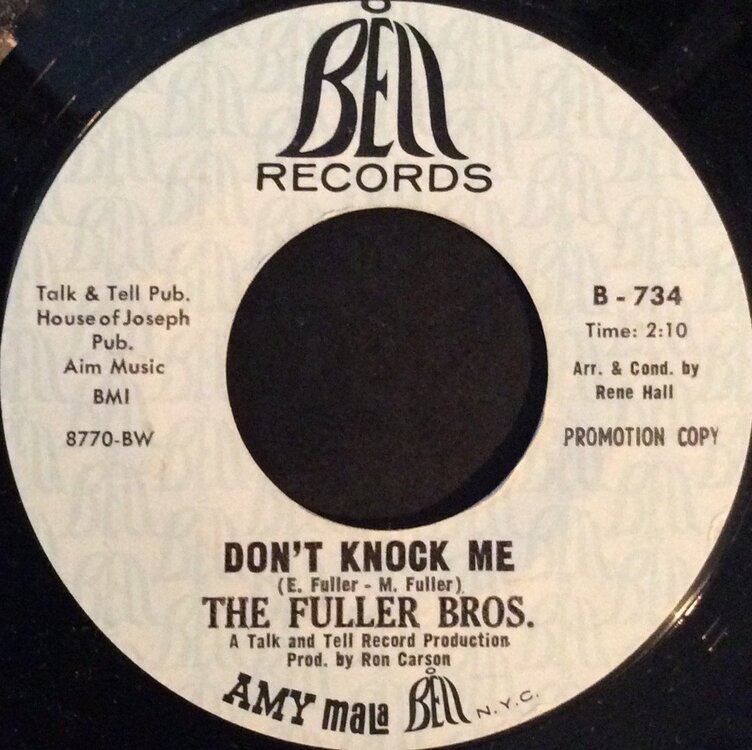 BELL
RECORDS
Talk & Tell Pub.
House of Joseph
Pub.
Aim Music
BMI
8770-BW
B - 734
Time: 2:10
Arr. & Cond. by
Rene Hall
PROMOTION COPY
DON'T KNOCK ME
(E. Fuller - M. Fuller)
THE FULLER BROS.
A Talk and Tell Record Production
Prod. by Ron Carson
AMY mala BELL N.Y.C.